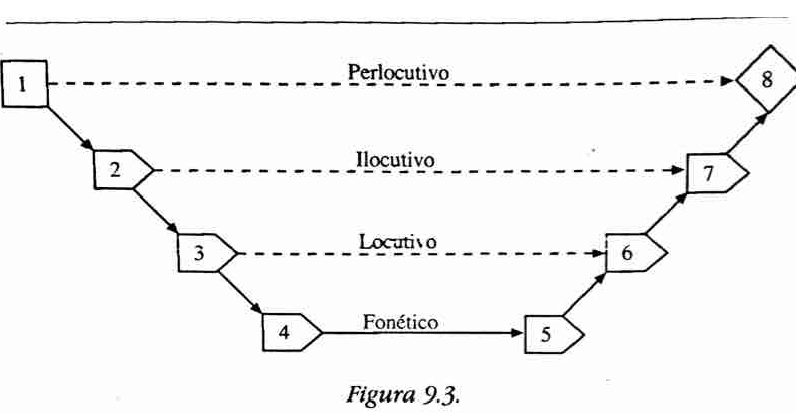 1 Perlocutivo 8
2 Ilocutivo 7
3 Locutivo 6
4 Fonético 5
Figura 9.3.